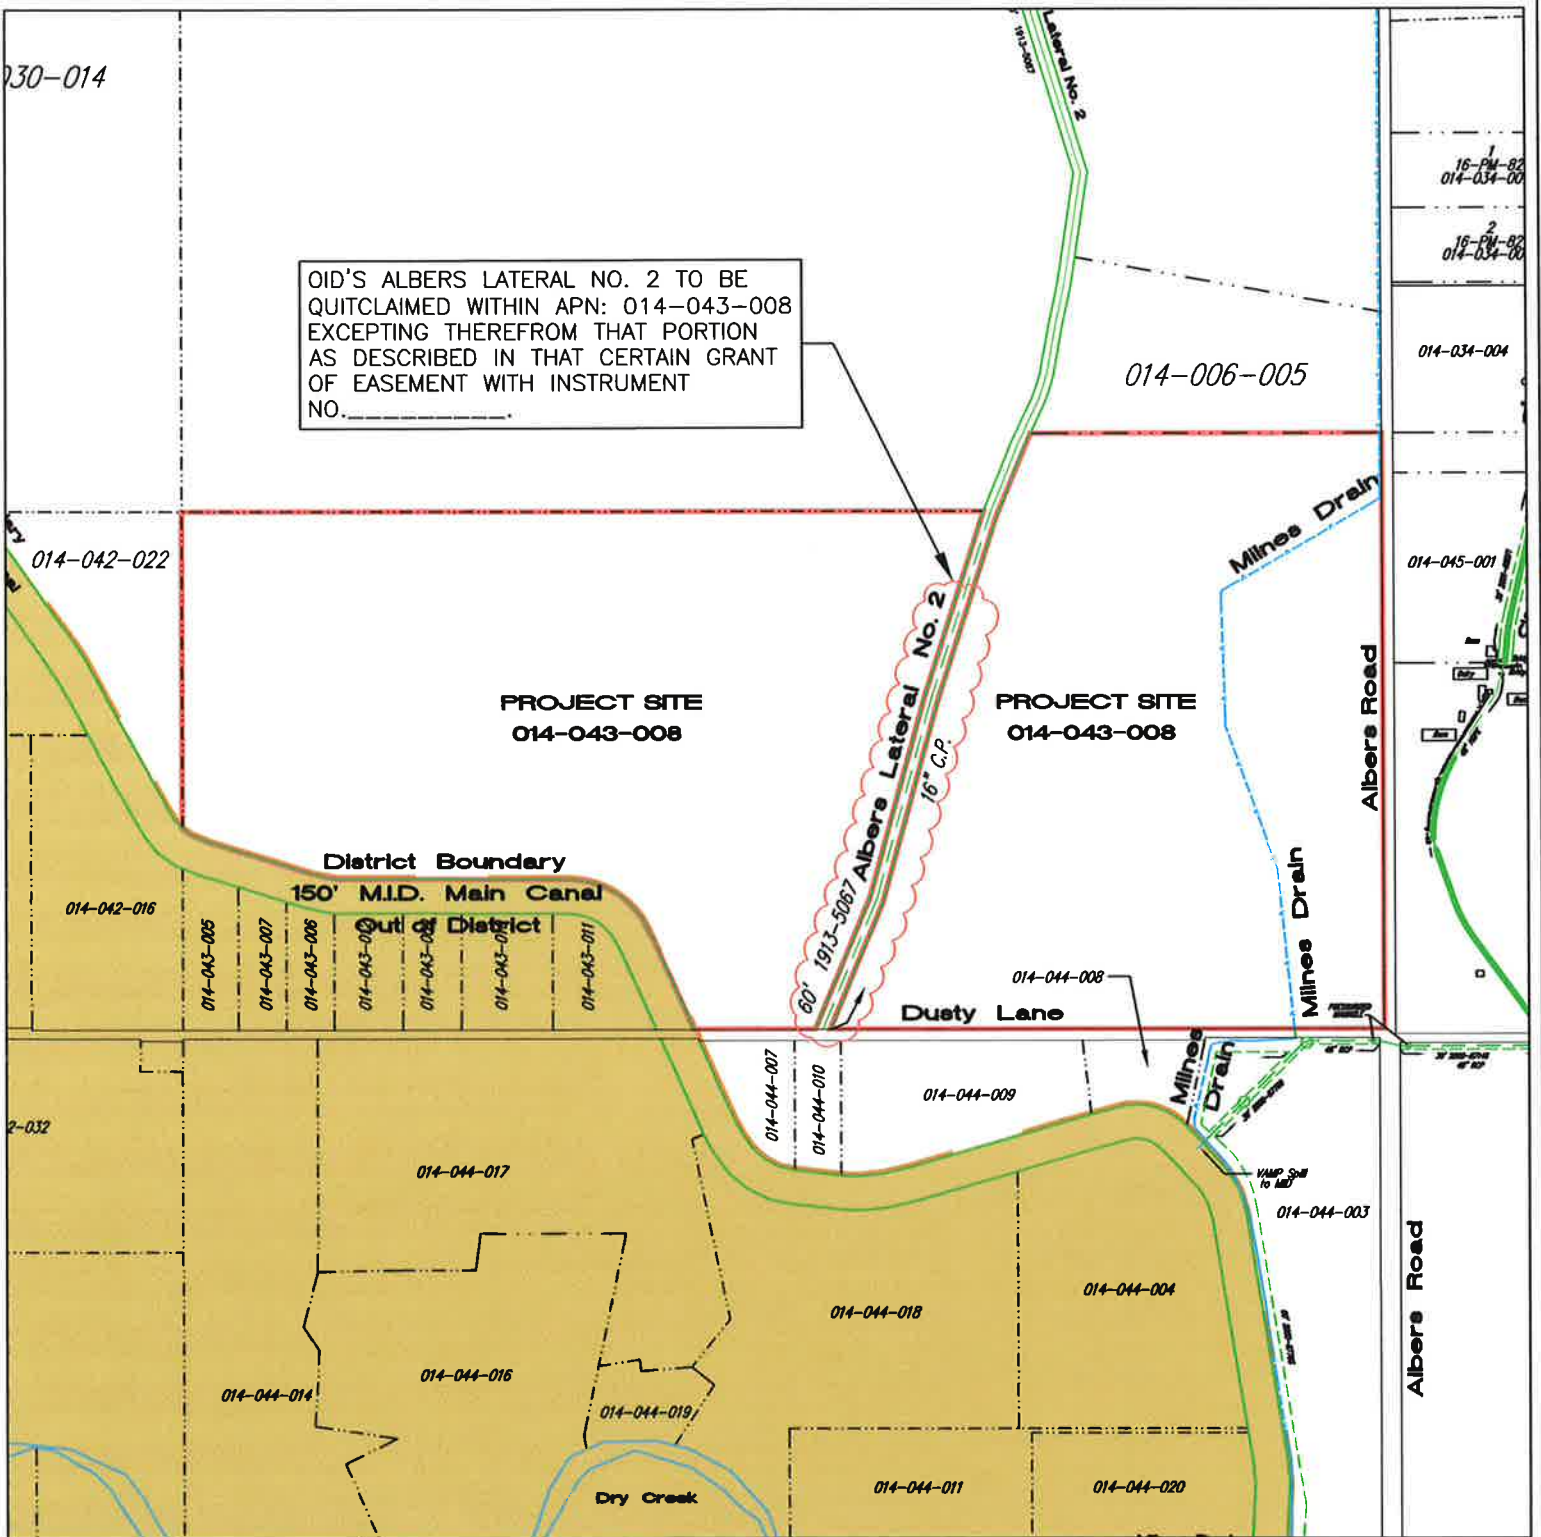 Lateral No. 2
1913-5067
1
16-PM-82
014-034-00
2
16-PM-82
014-034-00
OID'S ALBERS LATERAL NO. 2 TO BE
QUITCLAIMED WITHIN APN: 014-043-008
EXCEPTING THEREFROM THAT PORTION
AS DESCRIBED IN THAT CERTAIN GRANT
OF EASEMENT WITH INSTRUMENT
NO.____________.
014-006-005
014-034-004
014-042-022
Milnes Drain
014-045-001
PROJECT SITE
014-043-008
Albers Lateral No. 2
60' 1913-5067
16" C.P.
PROJECT SITE
014-043-008
Albers Road
District Boundary
150' M.I.D. Main Canal
Out of District
014-042-016
014-043-005
014-043-007
014-043-006
014-043-011
Milnes Drain
014-044-008
Dusty Lane
014-044-007
014-044-010
014-044-009
Milnes
Drain
VAMP Spill
to MID
014-044-003
014-044-017
014-044-018
014-044-004
Albers Road
014-044-014
014-044-016
014-044-019
014-044-011
014-044-020
Dry Creek